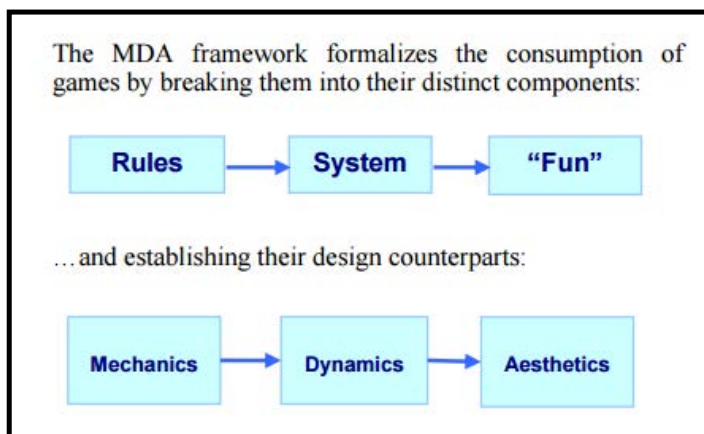 The MDA framework formalizes the consumption of
games by breaking them into their distinct components:
Rules System “Fun”
…and establishing their design counterparts:
Mechanics Dynamics Aesthetics